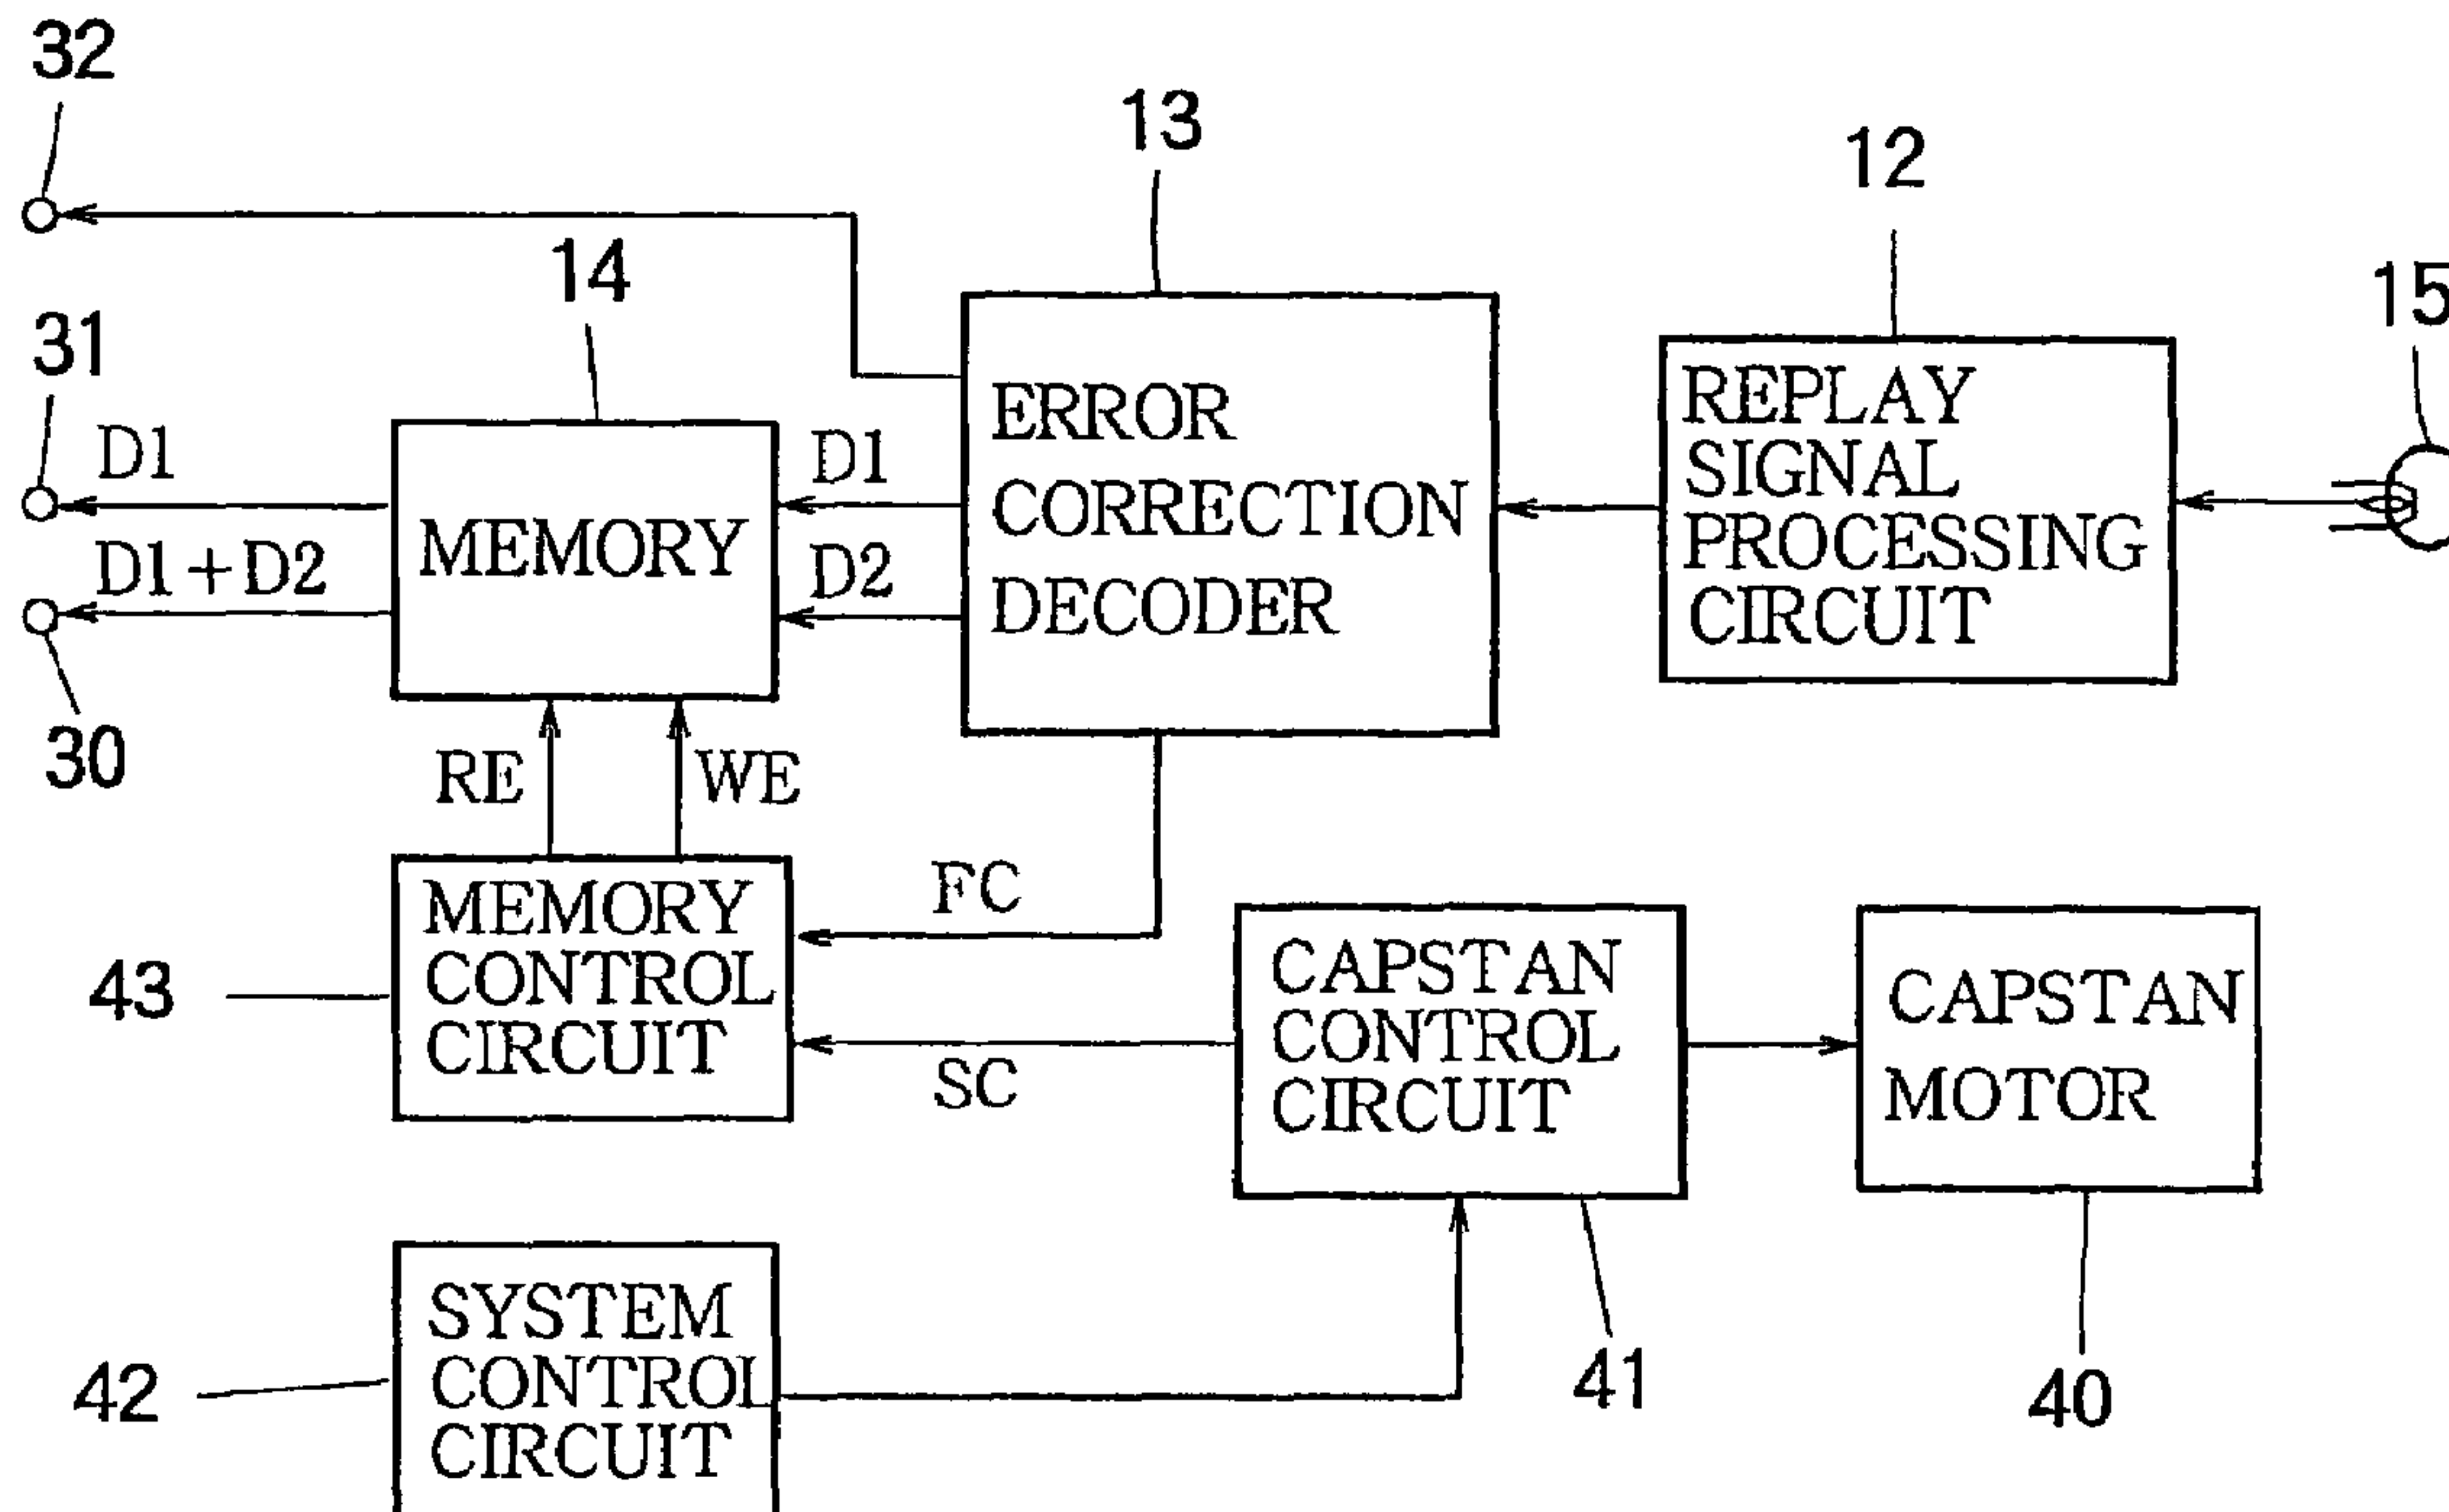 32
13
12
14
15
31
D1
D1
ERROR
CORRECTION
DECODER
REPLAY
SIGNAL
PROCESSING
CIRCUIT
MEMORY
D1+D2
D2
30
RE
WE
MEMORY
CONTROL
CIRCUIT
FC
43
SC
CAPSTAN
CONTROL
CIRCUIT
CAPSTAN
MOTOR
SYSTEM
CONTROL
CIRCUIT
42
41
40